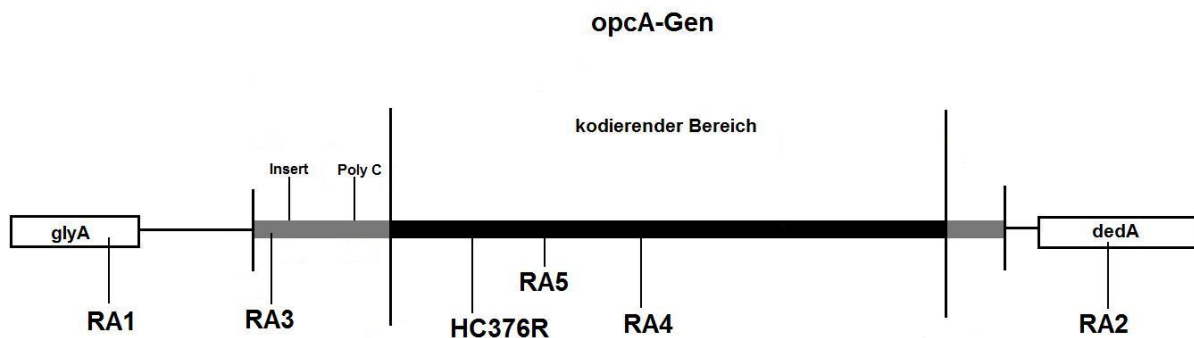 opcA-Gen
kodierender Bereich
Insert
Poly C
glyA
dedA
RA1
RA3
HC376R
RA5
RA4
RA2